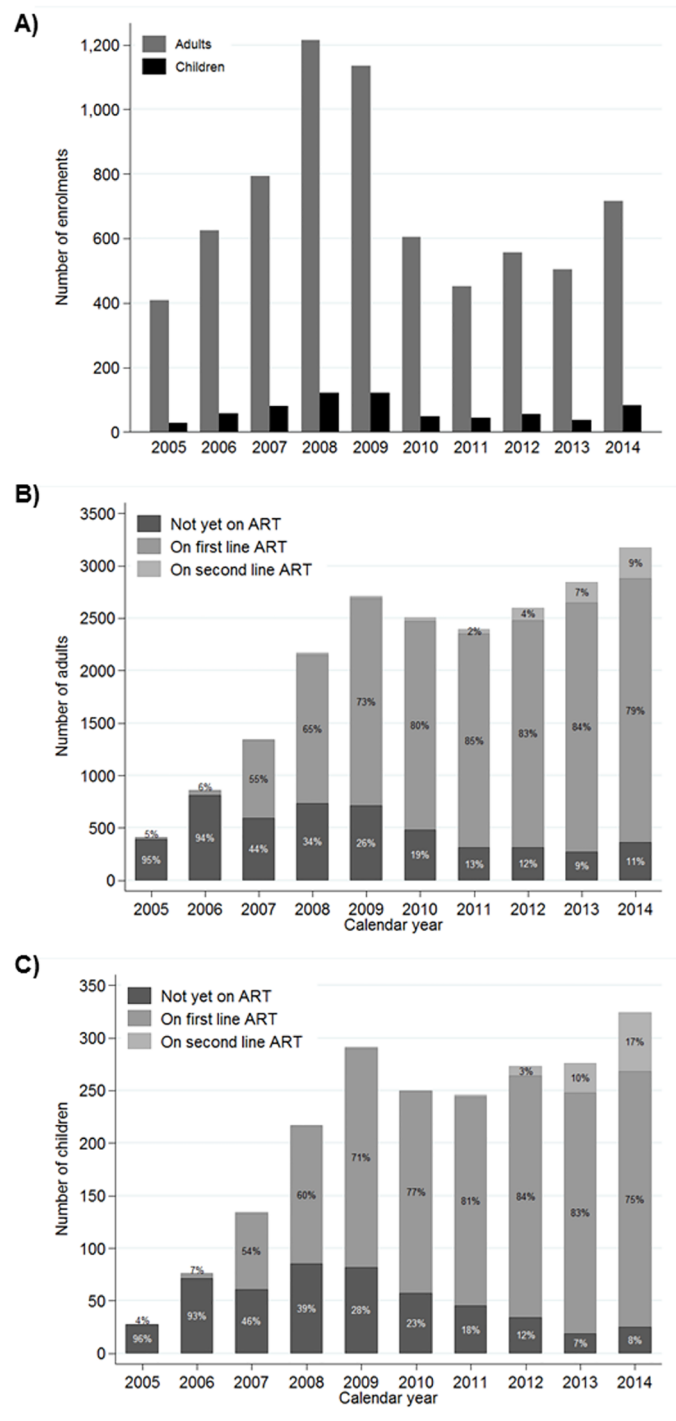 A)
Adults
Children
Number of enrolments
1,200
1,000
800
600
400
200
0
2005 2006 2007 2008 2009 2010 2011 2012 2013 2014
B)
Not yet on ART
On first line ART
On second line ART
Number of adults
3500
3000
2500
2000
1500
1000
500
0
5% 6% 55% 65% 73% 80% 2% 4% 7% 9%
85% 83% 84% 79%
95% 94% 44% 34% 26% 19% 13% 12% 9% 11%
2005 2006 2007 2008 2009 2010 2011 2012 2013 2014
Calendar year
C)
Not yet on ART
On first line ART
On second line ART
Number of children
350
300
250
200
150
100
50
0
4% 7% 54% 60% 71% 77% 81% 3% 10% 17%
84% 83% 75%
96% 93% 46% 39% 28% 23% 18% 12% 7% 8%
2005 2006 2007 2008 2009 2010 2011 2012 2013 2014
Calendar year